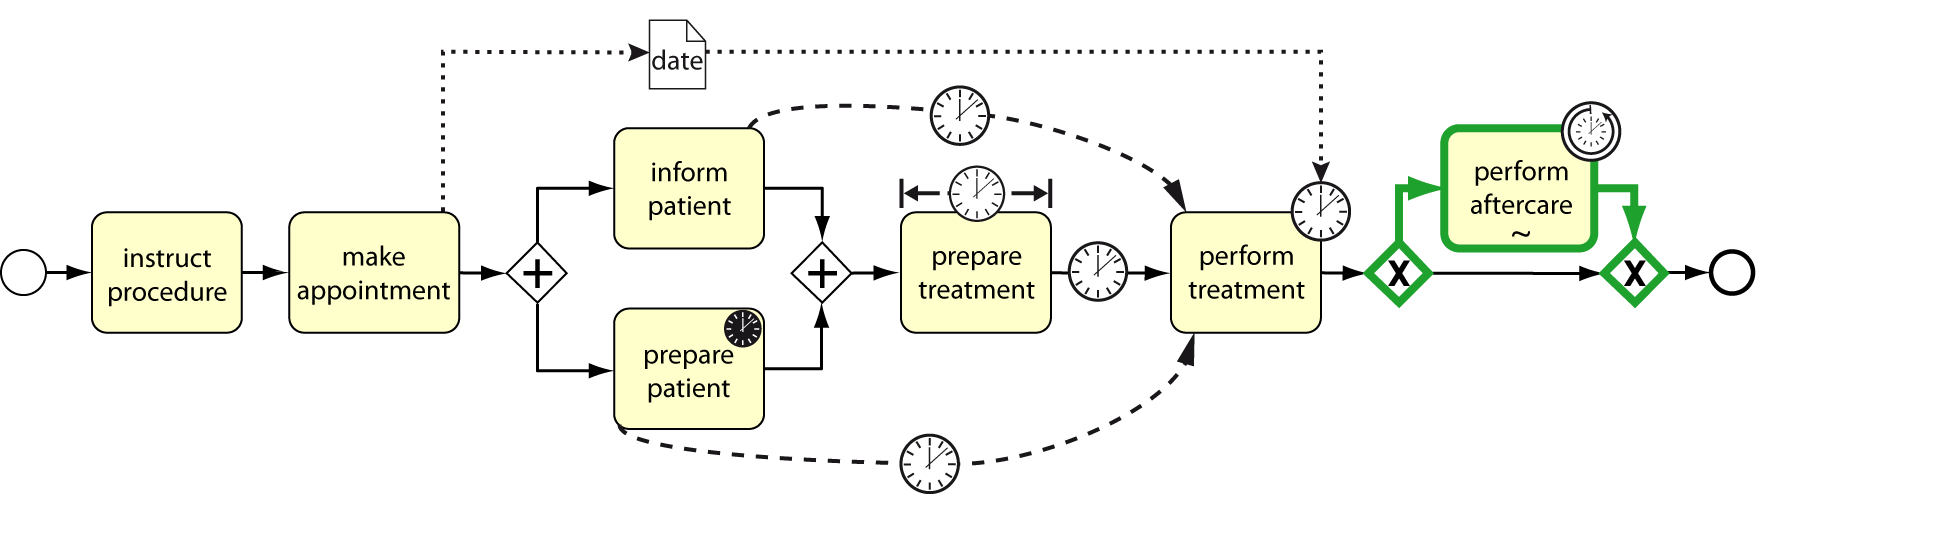 date
instruct
procedure
make
appointment
inform
patient
prepare
patient
prepare
treatment
perform
treatment
X
perform
aftercare
~
X